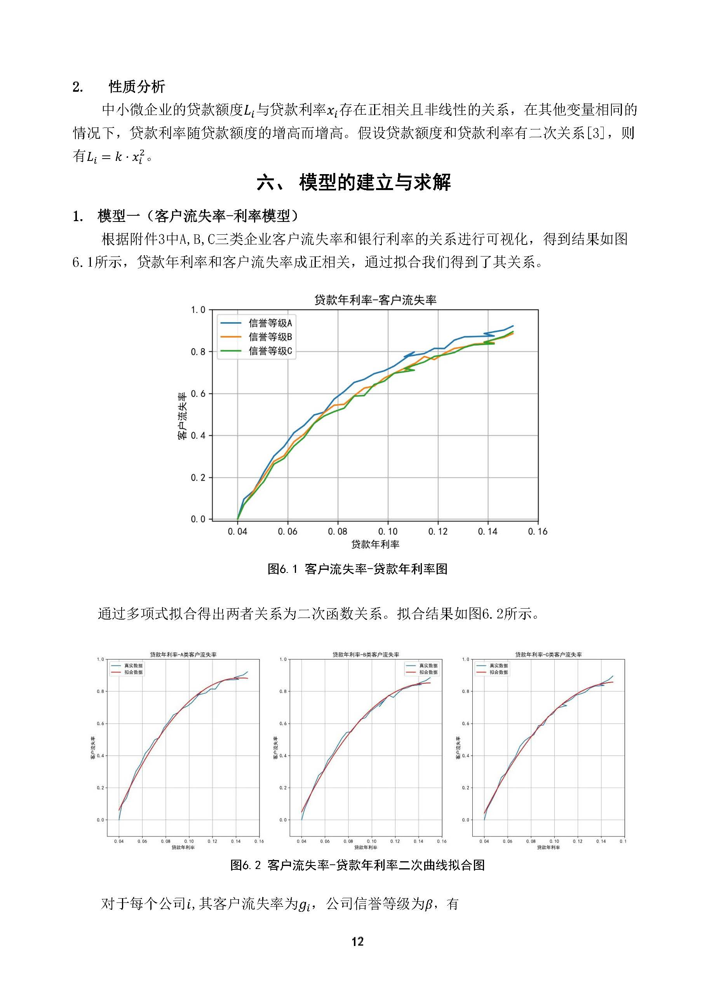 2. 性质分析
中小微企业的贷款额度L_i与贷款利率x_i存在正相关且非线性的关系，在其他变量相同的
情况下，贷款利率随贷款额度的增高而增高。假设贷款额度和贷款利率有二次关系[3]，则
有L_i = k · x_i^2。
六、 模型的建立与求解
1. 模型一（客户流失率-利率模型）
根据附件3中A,B,C三类企业客户流失率和银行利率的关系进行可视化，得到结果如图
6.1所示，贷款年利率和客户流失率成正相关，通过拟合我们得到了其关系。
贷款年利率-客户流失率
信誉等级A
信誉等级B
信誉等级C
1.0
0.8
0.6
0.4
0.2
0.0
客户流失率
0.04 0.06 0.08 0.10 0.12 0.14 0.16
贷款年利率
图6.1 客户流失率-贷款年利率图
通过多项式拟合得出两者关系为二次函数关系。拟合结果如图6.2所示。
贷款年利率-A类客户流失率
真实数据
拟合数据
1.0
0.8
0.6
0.4
0.2
0.0
客户流失率
0.04 0.06 0.08 0.10 0.12 0.14 0.16
贷款年利率
贷款年利率-B类客户流失率
真实数据
拟合数据
1.0
0.8
0.6
0.4
0.2
0.0
客户流失率
0.04 0.06 0.08 0.10 0.12 0.14 0.16
贷款年利率
贷款年利率-C类客户流失率
真实数据
拟合数据
1.0
0.8
0.6
0.4
0.2
0.0
客户流失率
0.04 0.06 0.08 0.10 0.12 0.14 0.1
贷款年利率
图6.2 客户流失率-贷款年利率二次曲线拟合图
对于每个公司i,其客户流失率为g_i，公司信誉等级为β，有
12